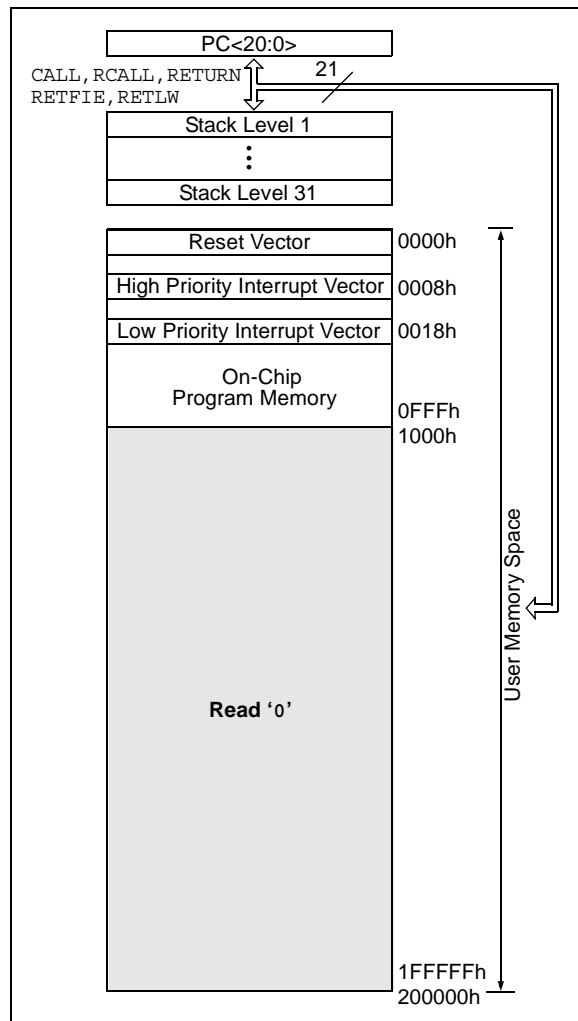 PC<20:0>
CALL,RCALL,RETURN
RETFIE,RETLW
21
Stack Level 1
Stack Level 31
Reset Vector
0000h
High Priority Interrupt Vector
0008h
Low Priority Interrupt Vector
0018h
On-Chip
Program Memory
0FFFh
1000h
User Memory Space
Read ‘0’
1FFFFFh
200000h